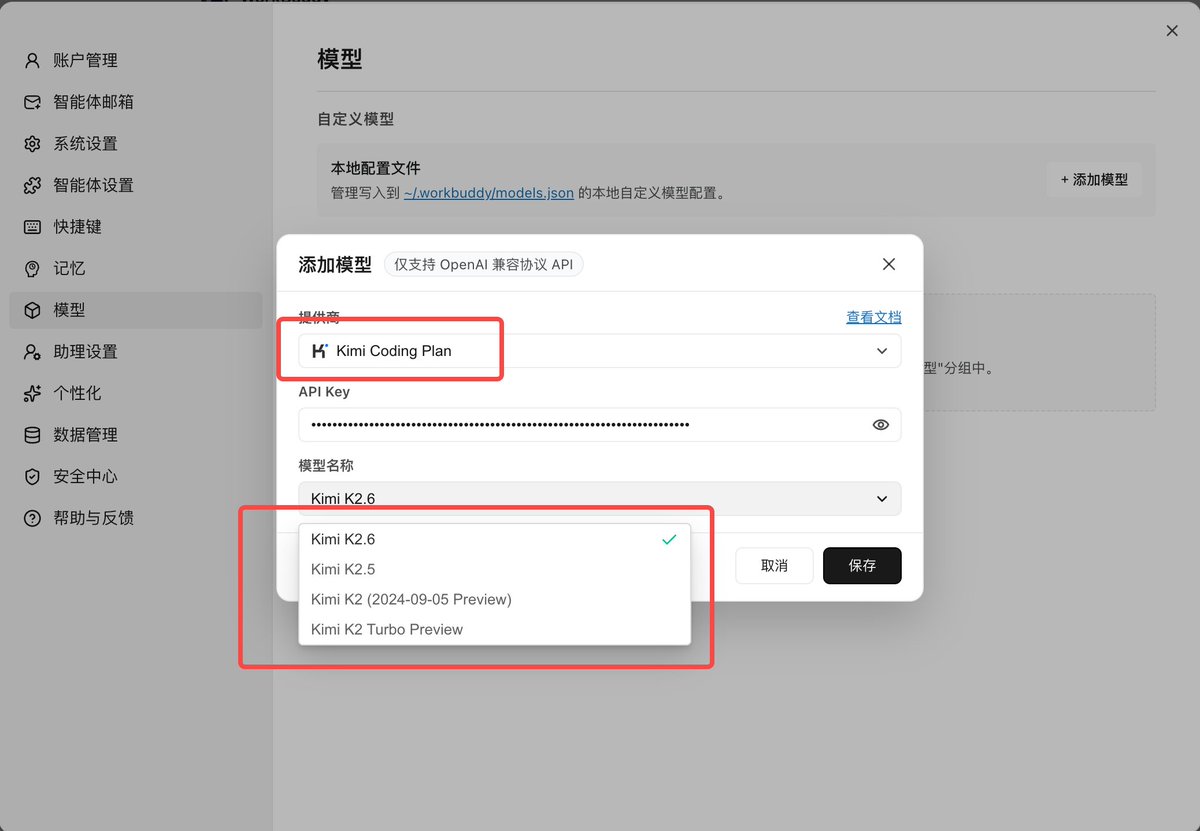 账户管理
智能体邮箱
系统设置
智能体设置
快捷键
记忆
模型
助理设置
个性化
数据管理
安全中心
帮助与反馈
模型
自定义模型
本地配置文件
管理写入到 ~/.workbuddy/models.json 的本地自定义模型配置。
+ 添加模型
型"分组中。
添加模型
仅支持 OpenAI 兼容协议 API
提供商
查看文档
Kimi Coding Plan
API Key
模型名称
Kimi K2.6
Kimi K2.6
Kimi K2.5
Kimi K2 (2024-09-05 Preview)
Kimi K2 Turbo Preview
取消
保存